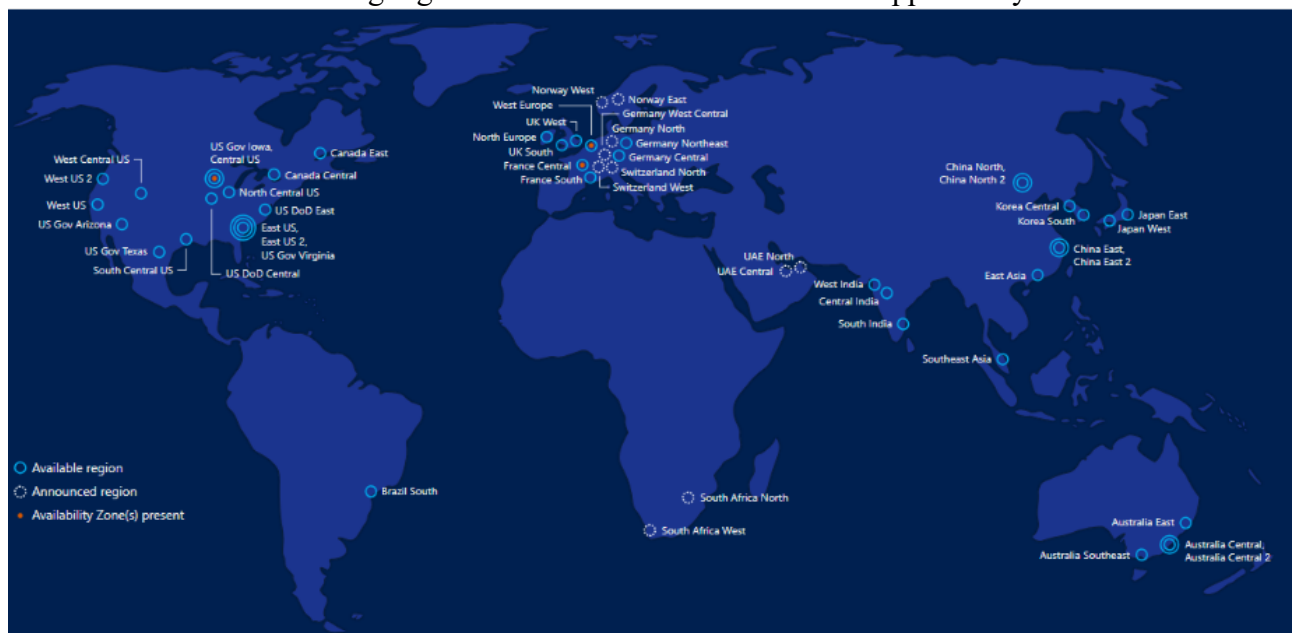 West Central US
West US 2
West US
US Gov Arizona
US Gov Texas
South Central US
US Gov Iowa,
Central US
Canada East
Canada Central
North Central US
US DoD East
East US,
East US 2,
US Gov Virginia
US DoD Central
Brazil South
Norway West
Norway East
West Europe
Germany West Central
UK West
Germany North
North Europe
Germany Northeast
UK South
Germany Central
France Central
Switzerland North
France South
Switzerland West
UAE North
UAE Central
South Africa North
South Africa West
West India
Central India
South India
China North,
China North 2
Korea Central
Korea South
Japan East
Japan West
China East,
China East 2
East Asia
Southeast Asia
Australia East
Australia Southeast
Australia Central,
Australia Central 2
Available region
Announced region
Availability Zone(s) present